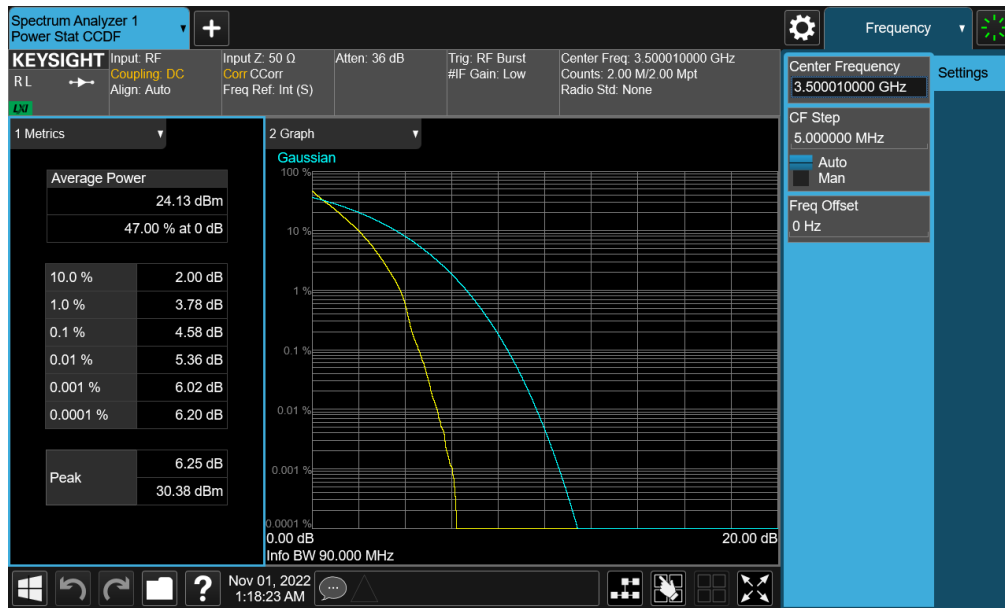 Spectrum Analyzer 1
Power Stat CCDF
+
Frequency
KEYSIGHT
R L
LXI
Input: RF
Coupling: DC
Align: Auto
Input Z: 50 Ω
Corr CCorr
Freq Ref: Int (S)
Atten: 36 dB
Trig: RF Burst
#IF Gain: Low
Center Freq: 3.500010000 GHz
Counts: 2.00 M/2.00 Mpt
Radio Std: None
Center Frequency
3.500010000 GHz
Settings
CF Step
5.000000 MHz
Auto
Man
Freq Offset
0 Hz
1 Metrics
Average Power
24.13 dBm
47.00 % at 0 dB
10.0 % 2.00 dB
1.0 % 3.78 dB
0.1 % 4.58 dB
0.01 % 5.36 dB
0.001 % 6.02 dB
0.0001 % 6.20 dB
Peak
6.25 dB
30.38 dBm
2 Graph
Gaussian
100 %
10 %
1 %
0.1 %
0.01 %
0.001 %
0.0001 %
0.00 dB 20.00 dB
Info BW 90.000 MHz
?
Nov 01, 2022
1:18:23 AM